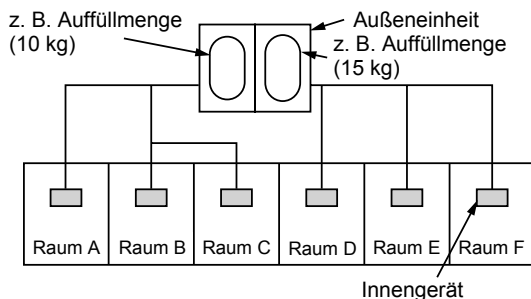 z. B. Auffüllmenge
(10 kg)
Außeneinheit
z. B. Auffüllmenge
(15 kg)
Raum A
Raum B
Raum C
Raum D
Raum E
Raum F
Innengerät